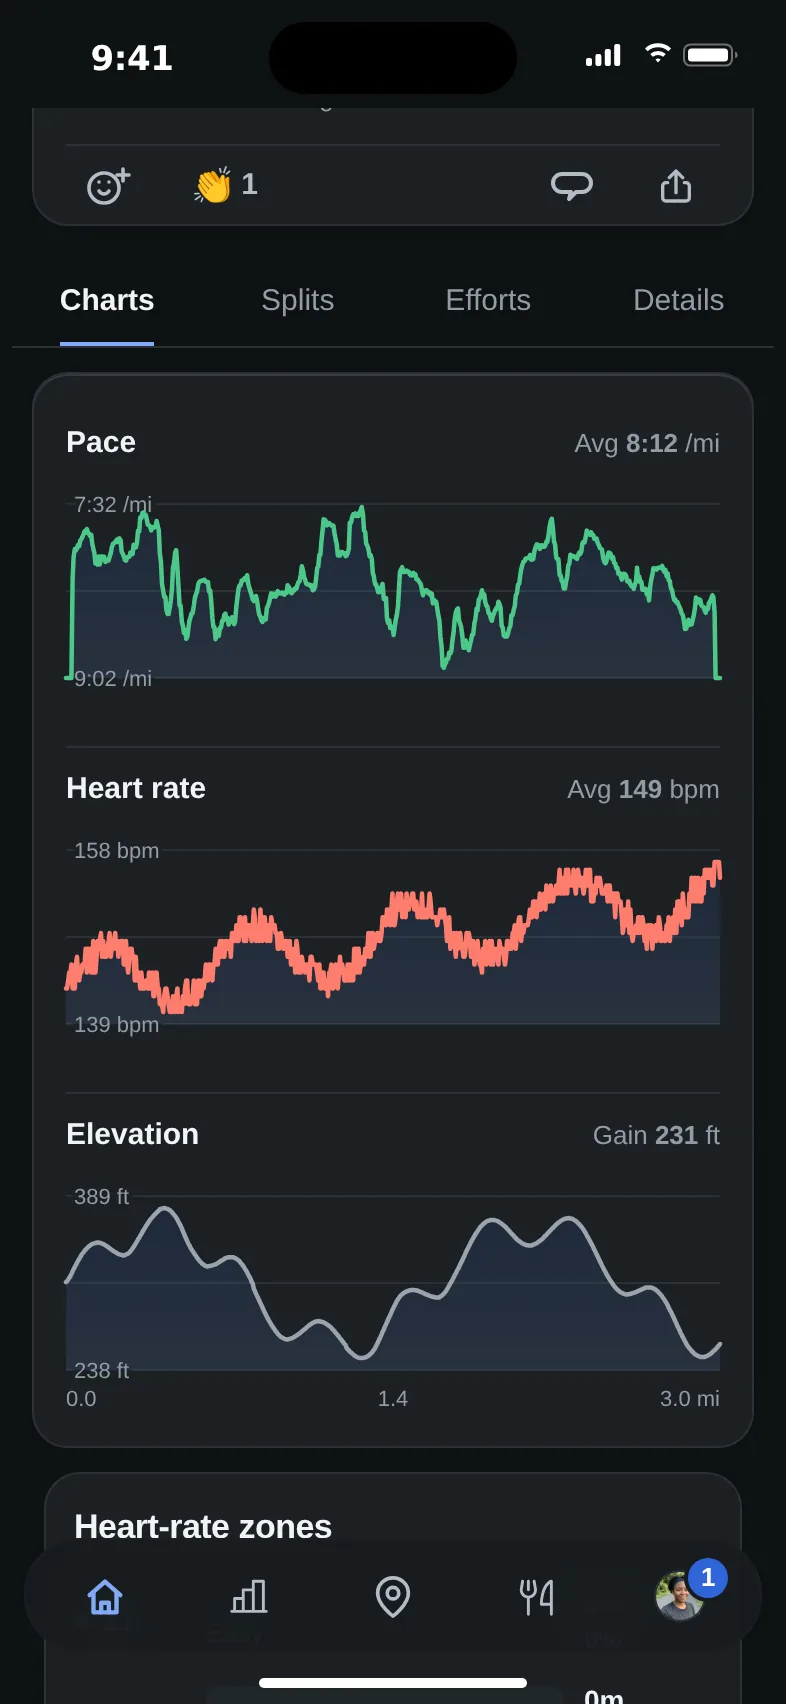 9:41
1
Charts Splits Efforts Details
Pace Avg 8:12 /mi
7:32 /mi
9:02 /mi
Heart rate Avg 149 bpm
158 bpm
139 bpm
Elevation Gain 231 ft
389 ft
238 ft
0.0 1.4 3.0 mi
Heart-rate zones
1
0m